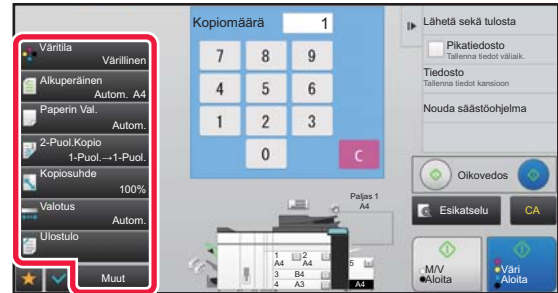 Väritila
Värillinen
Alkuperäinen
Autom. A4
Paperin Val.
Autom.
2-Puol.Kopio
1-Puol.→1-Puol.
Kopiosuhde
100%
Valotus
Autom.
Ulostulo
Muut
Kopiomäärä 1
7 8 9
4 5 6
1 2 3
0 C
Paljas 1
A4
1 A4 2 A4 5
3 B4
4 A3 A4
Lähetä sekä tulosta
Pikatiedosto
Tallenna tiedot väliaik.
Tiedosto
Tallenna tiedot kansioon
Nouda säästöohjelma
Oikovedos
Esikatselu CA
M/V
Aloita
Väri
Aloita